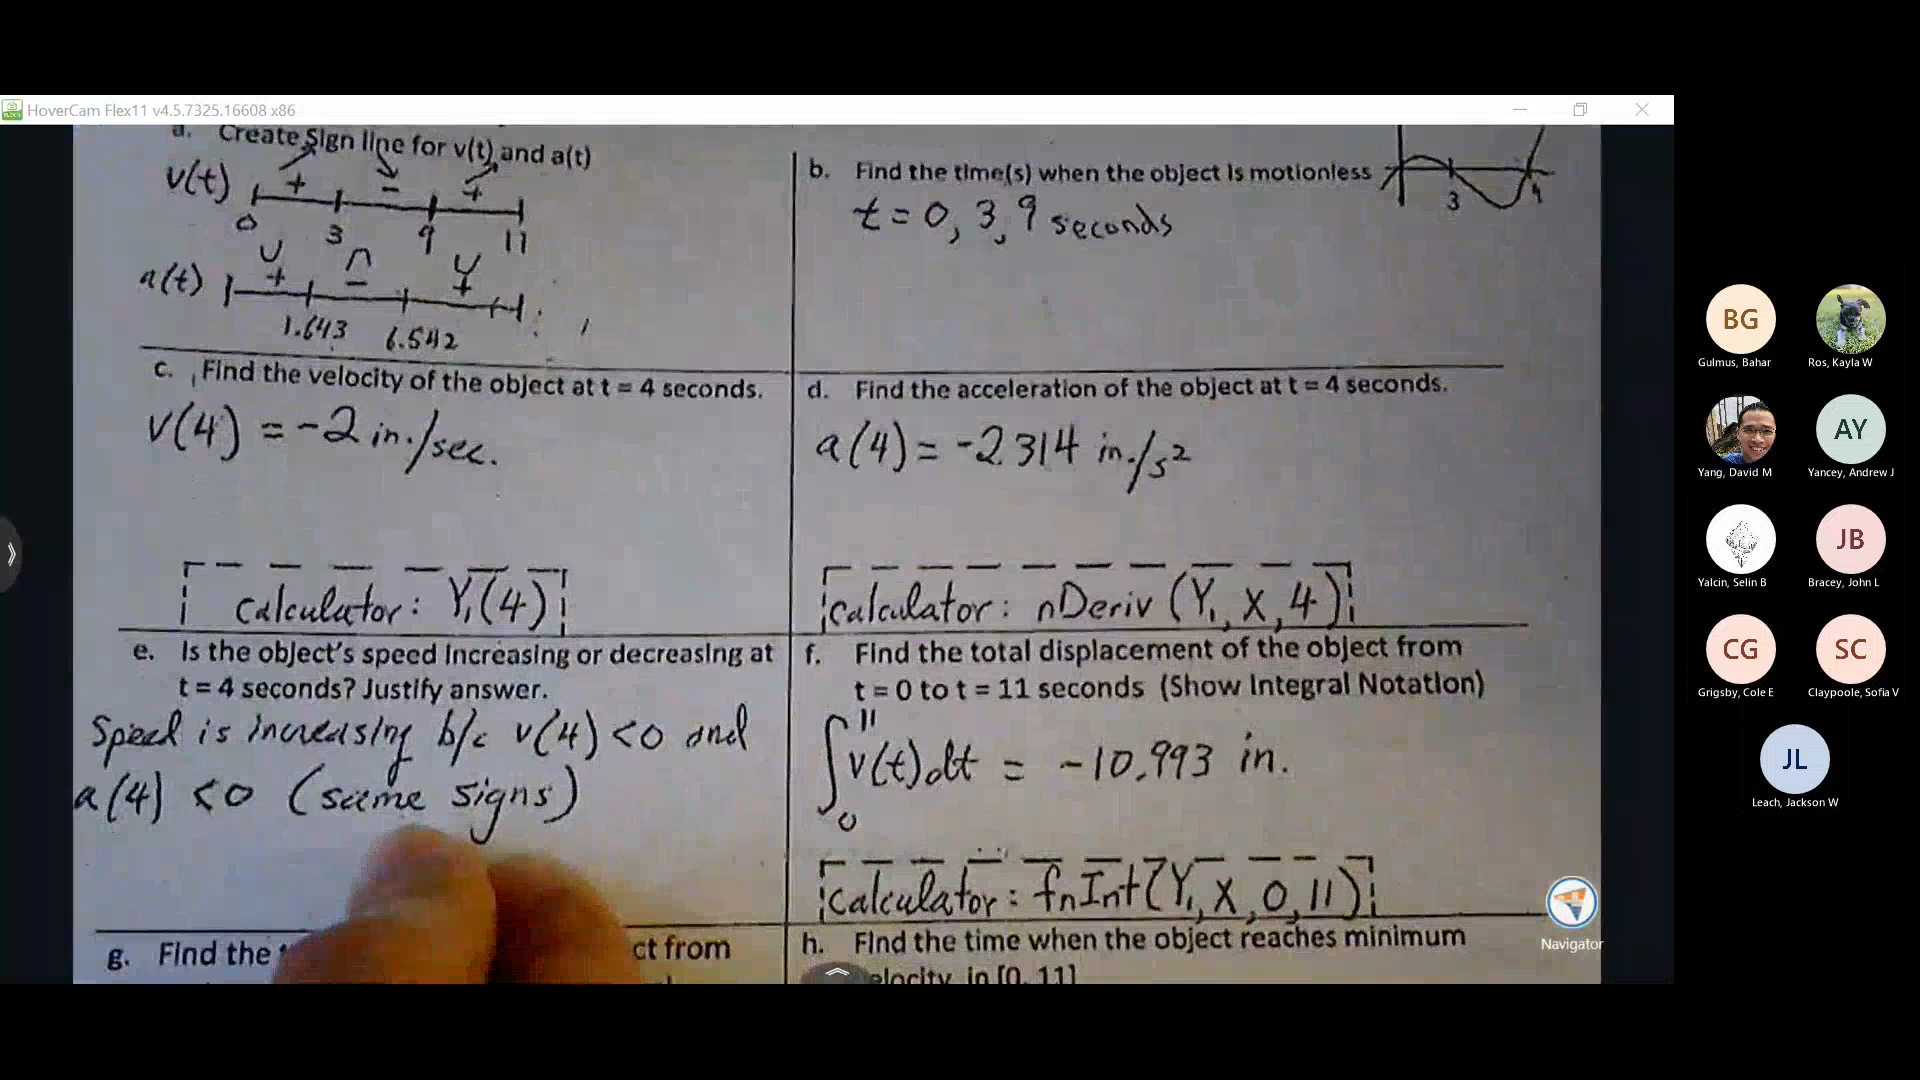 HoverCam Flex11 v4.5.7325.16608 x86
a. Create Sign line for v(t) and a(t)
v(t) + - +
0 3 9 11
a(t) + - +
1.643 6.542
b. Find the time(s) when the object is motionless
3 9
t = 0, 3, 9 seconds
c. Find the velocity of the object at t = 4 seconds.
v(4) = -2 in./sec.
calculator: Y₁(4)
d. Find the acceleration of the object at t = 4 seconds.
a(4) = -2.314 in./s²
calculator: nDeriv(Y₁, X, 4)
e. Is the object's speed increasing or decreasing at
t = 4 seconds? Justify answer.
Speed is increasing b/c v(4) <0 and
a(4) <0 (same signs)
f. Find the total displacement of the object from
t = 0 to t = 11 seconds (Show Integral Notation)
∫₀¹¹ v(t)dt = -10.993 in.
calculator: fnInt(Y₁, X, 0, 11)
g. Find the
ct from
h. Find the time when the object reaches minimum
elocity in [0, 11]
Navigator
BG
Gulmus, Bahar
Ros, Kayla W
Yang, David M
AY
Yancey, Andrew J
Yalcin, Selin B
JB
Bracey, John L
CG
Grigsby, Cole E
SC
Claypoole, Sofia V
JL
Leach, Jackson W